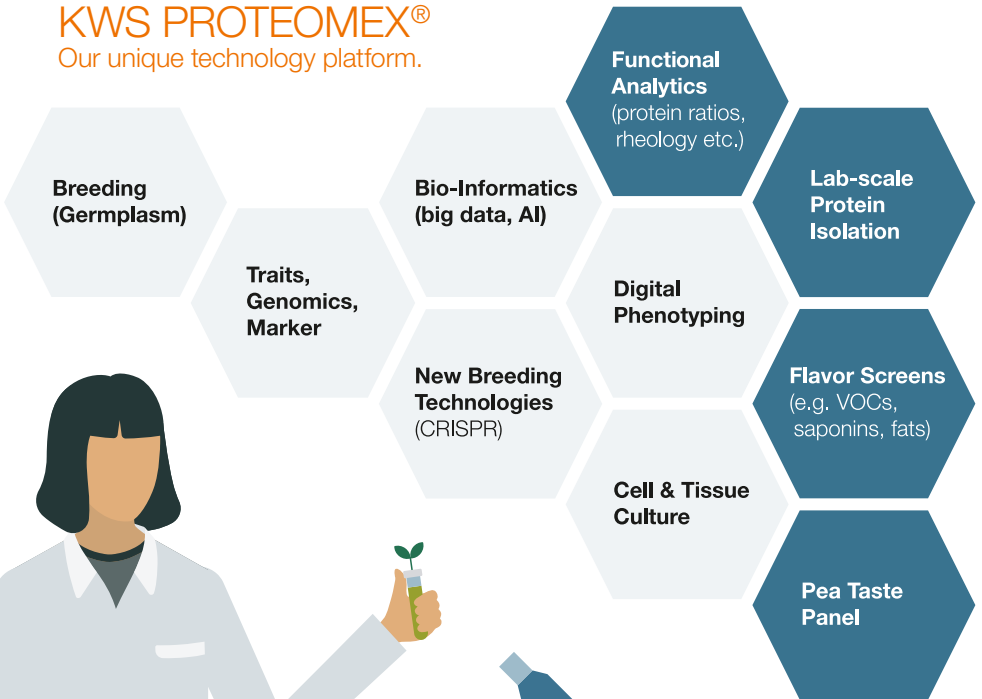 KWS PROTEOMEX®
Our unique technology platform.
Functional
Analytics
(protein ratios,
rheology etc.)
Breeding
(Germplasm)
Bio-Informatics
(big data, AI)
Lab-scale
Protein
Isolation
Traits,
Genomics,
Marker
Digital
Phenotyping
New Breeding
Technologies
(CRISPR)
Flavor Screens
(e.g. VOCs,
saponins, fats)
Cell & Tissue
Culture
Pea Taste
Panel